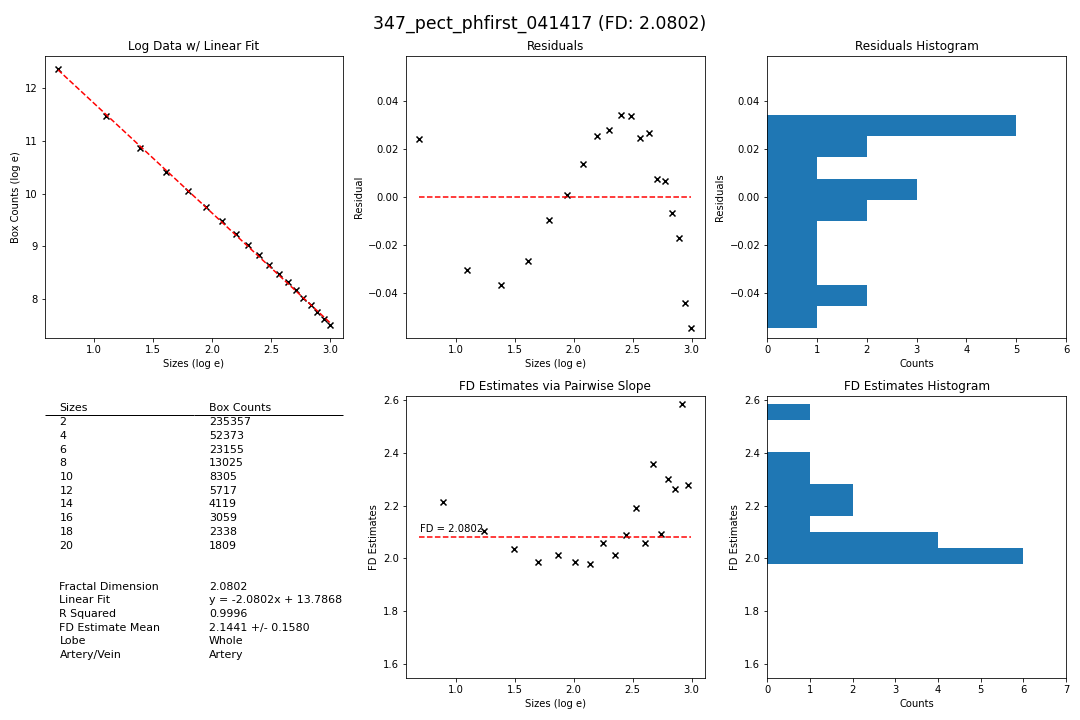 347_pect_phfirst_041417 (FD: 2.0802)
Log Data w/ Linear Fit
Box Counts (log e)
12
11
10
9
8
1.0 1.5 2.0 2.5 3.0
Sizes (log e)
Residuals
Residual
0.04
0.02
0.00
−0.02
−0.04
1.0 1.5 2.0 2.5 3.0
Sizes (log e)
Residuals Histogram
Residuals
0.04
0.02
0.00
−0.02
−0.04
0 1 2 3 4 5 6
Counts
Sizes Box Counts
2 235357
4 52373
6 23155
8 13025
10 8305
12 5717
14 4119
16 3059
18 2338
20 1809
Fractal Dimension 2.0802
Linear Fit y = -2.0802x + 13.7868
R Squared 0.9996
FD Estimate Mean 2.1441 +/- 0.1580
Lobe Whole
Artery/Vein Artery
FD Estimates via Pairwise Slope
FD Estimates
2.6
2.4
2.2
FD = 2.0802
2.0
1.8
1.6
1.0 1.5 2.0 2.5 3.0
Sizes (log e)
FD Estimates Histogram
FD Estimates
2.6
2.4
2.2
2.0
1.8
1.6
0 1 2 3 4 5 6 7
Counts